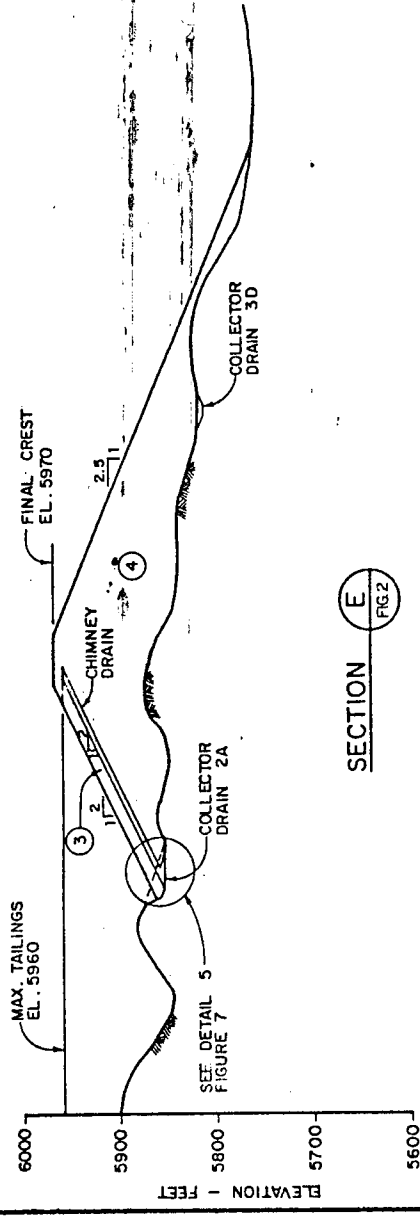 MAX. TAILINGS
EL. 5960
FINAL CREST
EL. 5970
6000
5900
5800
5700
5600
ELEVATION - FEET
3
2
1
2
1
CHIMNEY
DRAIN
2.5
1
4
SEE DETAIL 5
FIGURE 7
COLLECTOR
DRAIN 2A
COLLECTOR
DRAIN 3D
SECTION
E
FIG.2